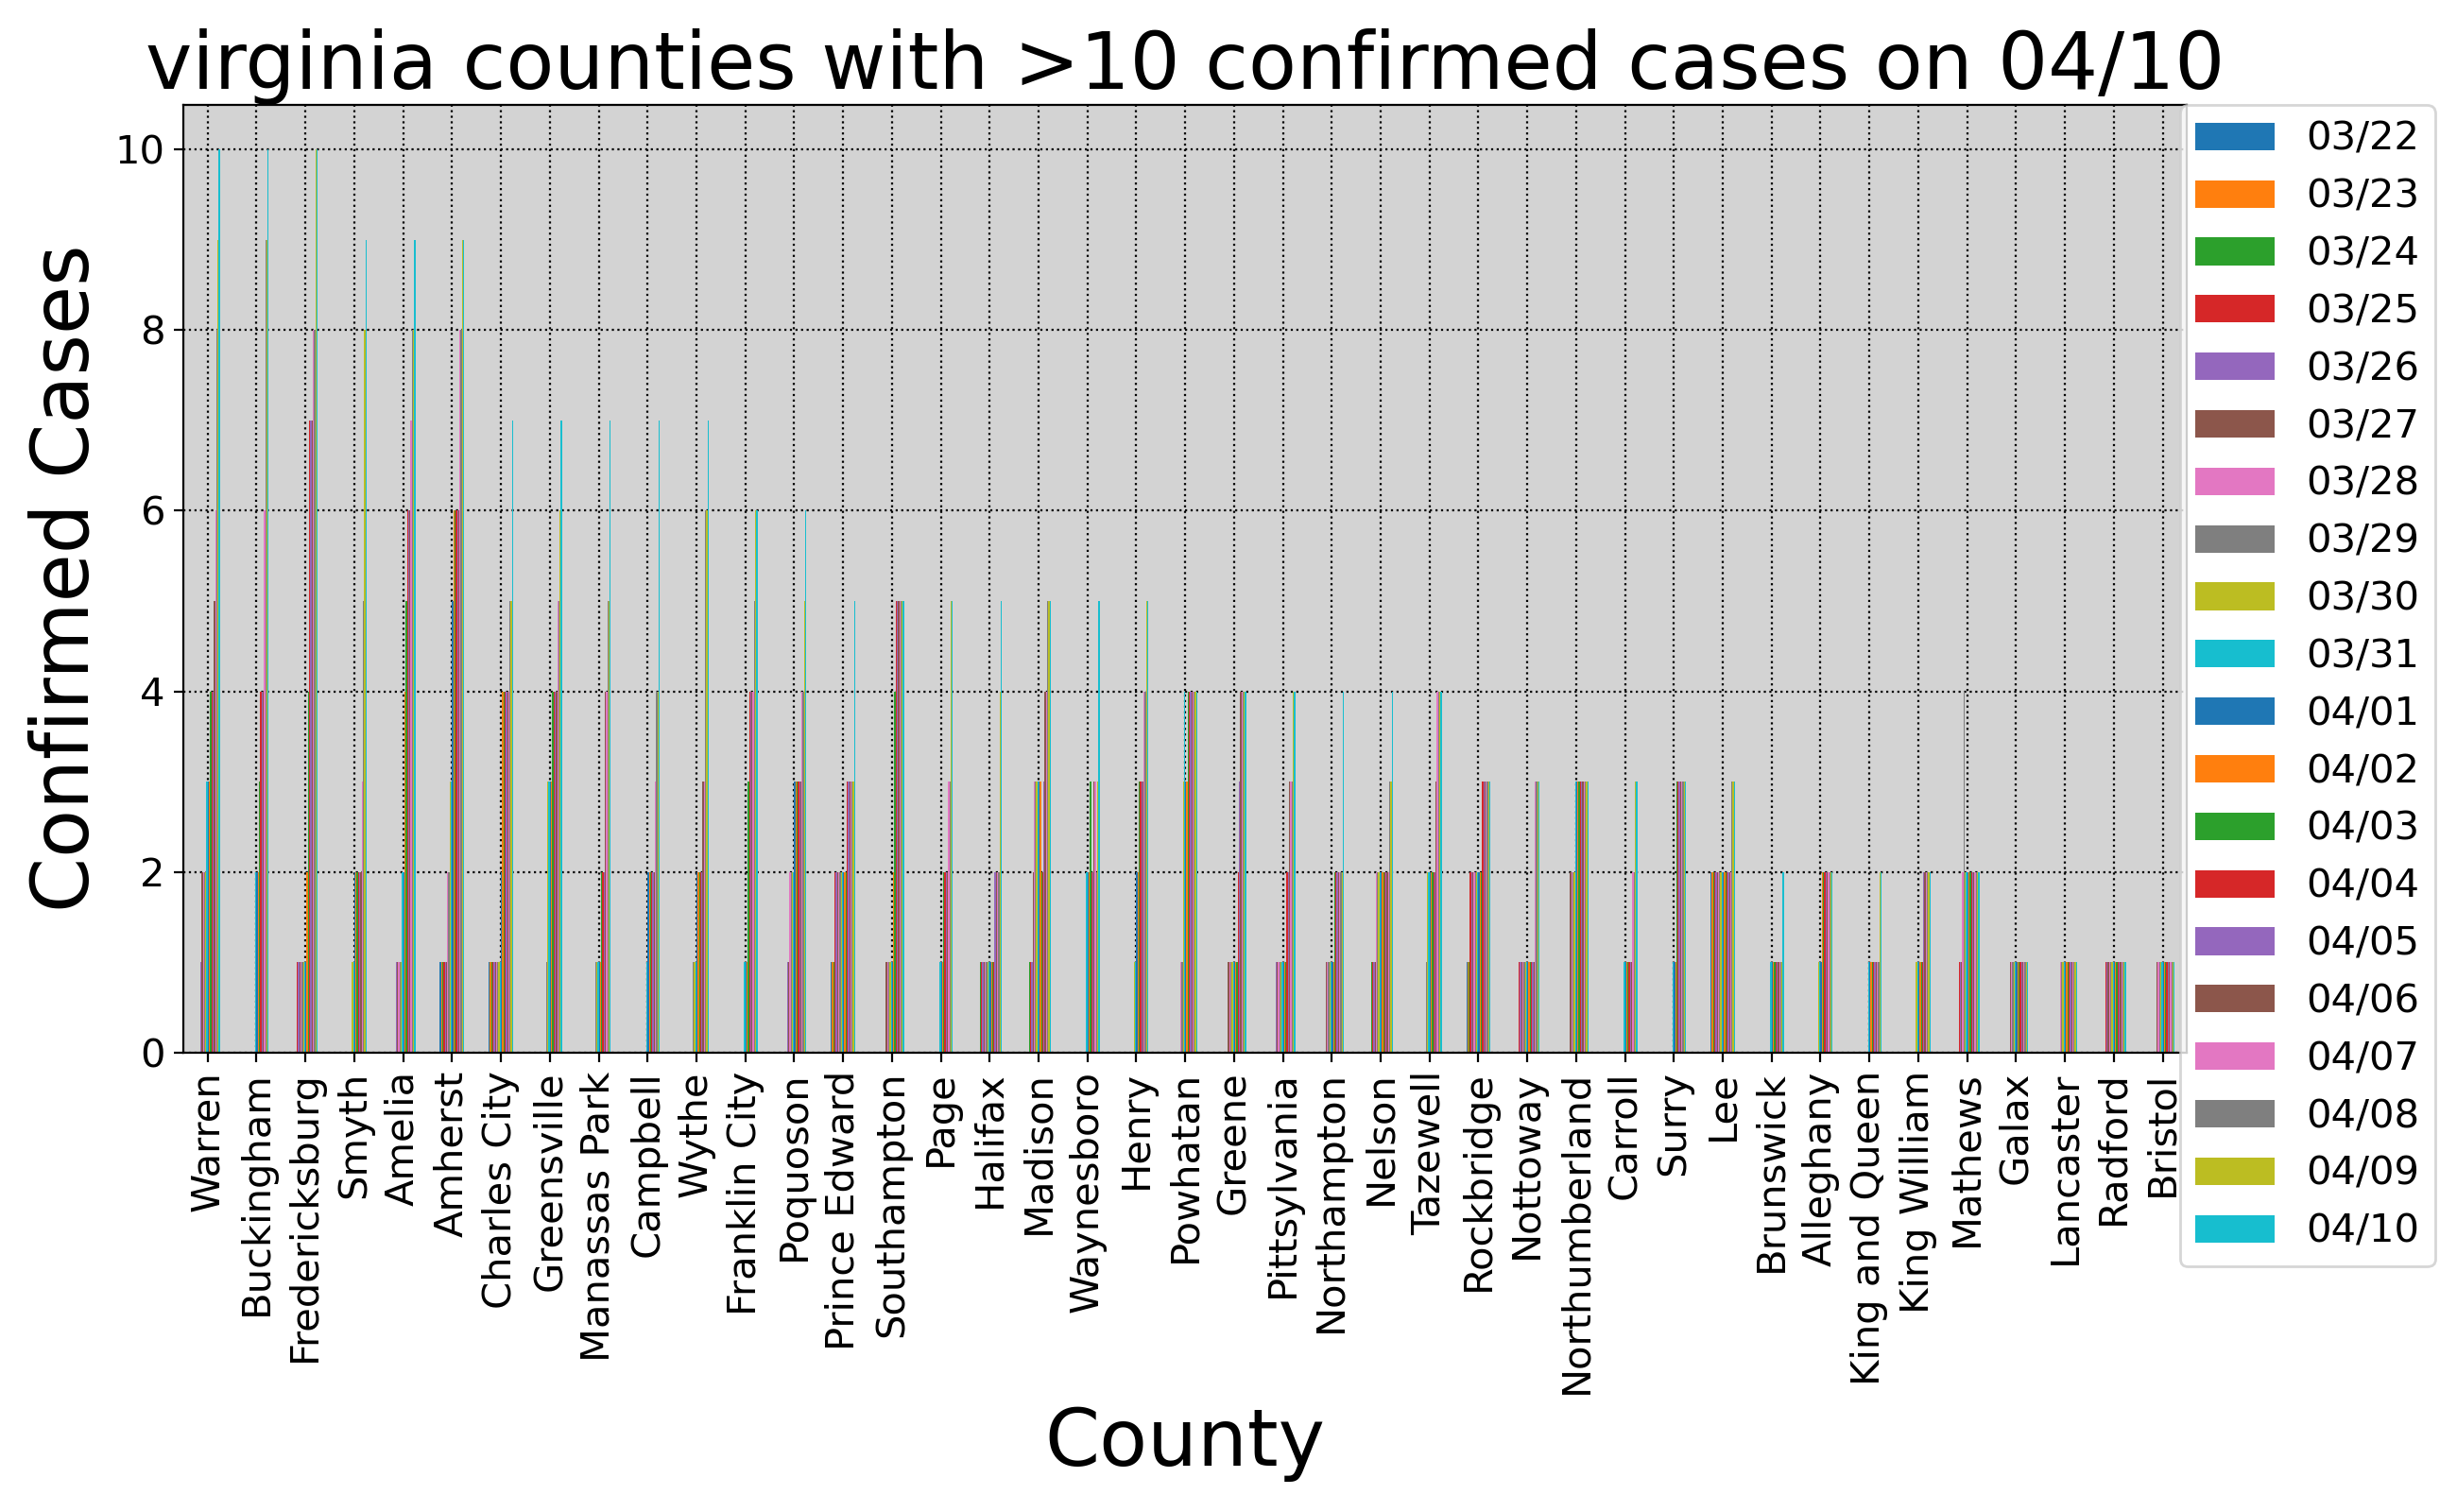 virginia counties with >10 confirmed cases on 04/10
Confirmed Cases
10
8
6
4
2
0
Warren
Buckingham
Fredericksburg
Smyth
Amelia
Amherst
Charles City
Greensville
Manassas Park
Campbell
Wythe
Franklin City
Poquoson
Prince Edward
Southampton
Page
Halifax
Madison
Waynesboro
Henry
Powhatan
Greene
Pittsylvania
Northampton
Nelson
Tazewell
Rockbridge
Nottoway
Northumberland
Carroll
Surry
Lee
Brunswick
Alleghany
King and Queen
King William
Mathews
Galax
Lancaster
Radford
Bristol
County
03/22
03/23
03/24
03/25
03/26
03/27
03/28
03/29
03/30
03/31
04/01
04/02
04/03
04/04
04/05
04/06
04/07
04/08
04/09
04/10